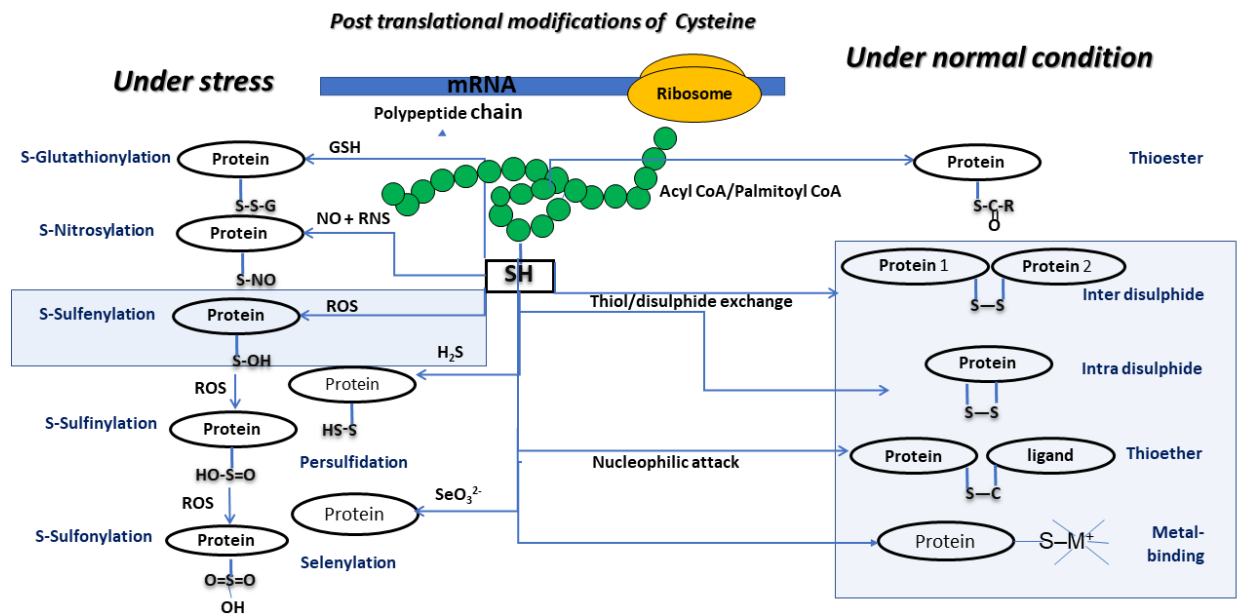 Post translational modifications of Cysteine
Under stress
Under normal condition
mRNA
Ribosome
Polypeptide chain
S-Glutathionylation
Protein
GSH
S-S-G
Acyl CoA/Palmitoyl CoA
Protein
Thioester
S-C-R
O
S-Nitrosylation
Protein
NO + RNS
S-NO
SH
Thiol/disulphide exchange
Protein 1
Protein 2
S–S
Inter disulphide
S-Sulfenylation
Protein
ROS
S-OH
H₂S
Protein
HS-S
Persulfidation
Protein
Intra disulphide
S–S
ROS
S-Sulfinylation
Protein
HO-S=O
Nucleophilic attack
Protein
ligand
Thioether
S–C
ROS
SeO₃²⁻
Protein
Selenylation
S-Sulfonylation
Protein
O=S=O
OH
Protein
S–M⁺
Metal-
binding